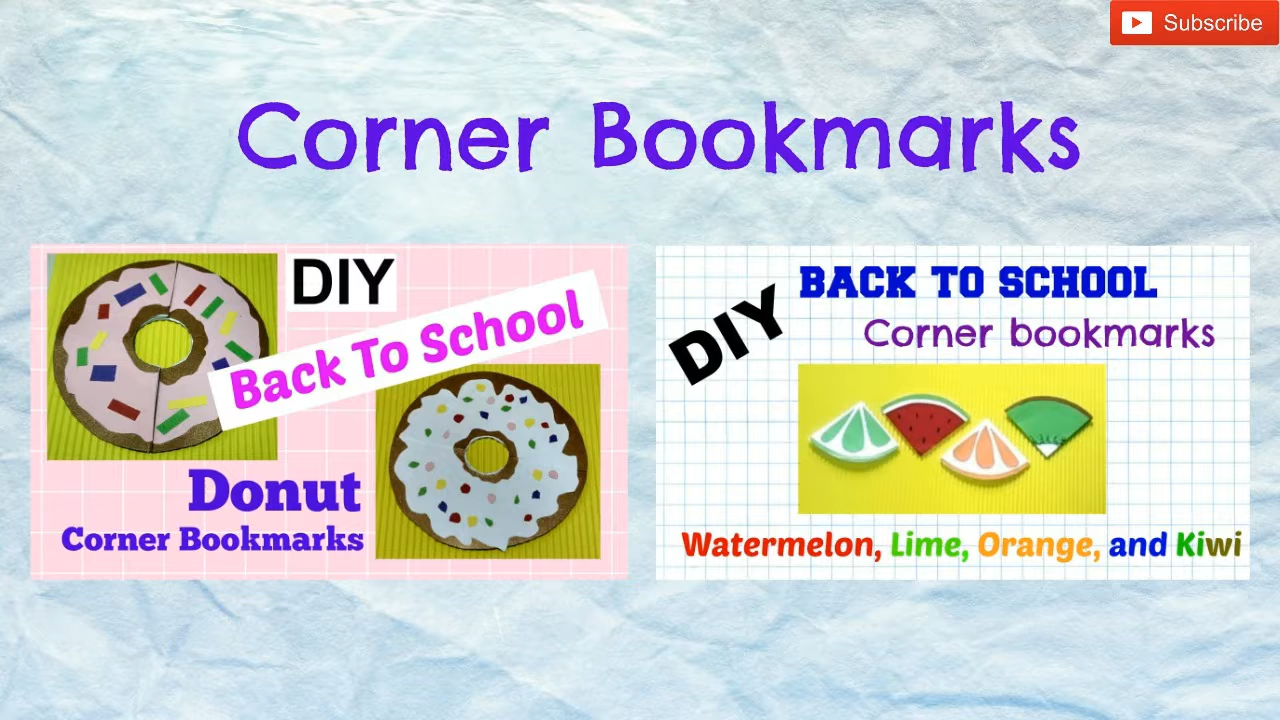 Subscribe
Corner Bookmarks
DIY
Back To School
Donut
Corner Bookmarks
DIY
BACK TO SCHOOL
Corner bookmarks
Watermelon, Lime, Orange, and Kiwi